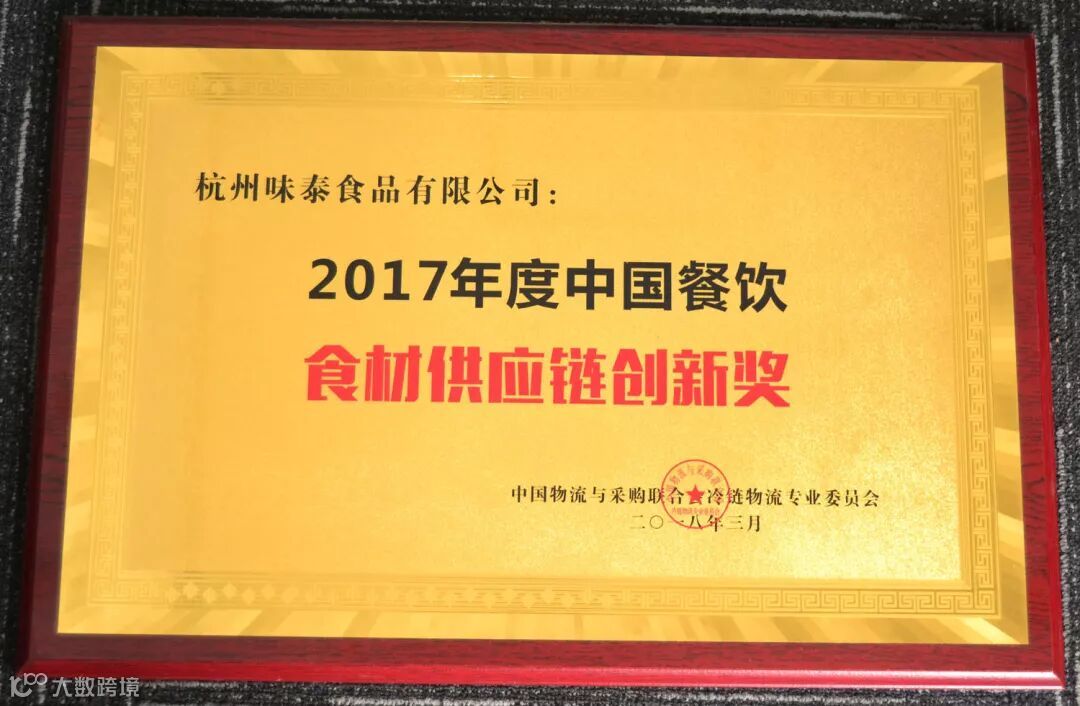 杭州味泰食品有限公司：
2017年度中国餐饮
食材供应链创新奖
中国物流与采购联合会冷链物流专业委员会
二〇一八年三月
大数跨境